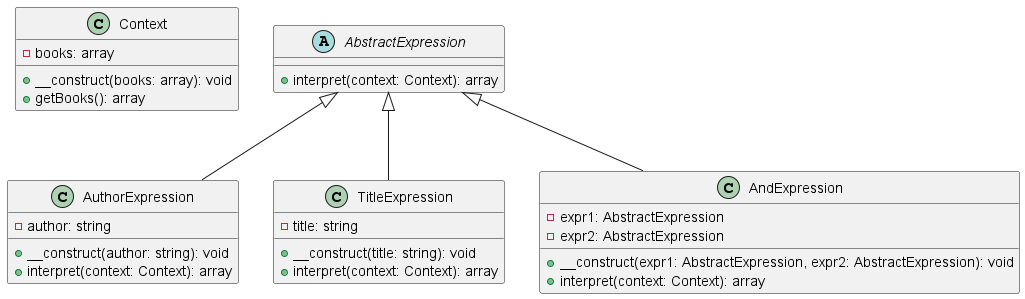 C Context
books: array
__construct(books: array): void
getBooks(): array
A AbstractExpression
interpret(context: Context): array
C AuthorExpression
author: string
__construct(author: string): void
interpret(context: Context): array
C TitleExpression
title: string
__construct(title: string): void
interpret(context: Context): array
C AndExpression
expr1: AbstractExpression
expr2: AbstractExpression
__construct(expr1: AbstractExpression, expr2: AbstractExpression): void
interpret(context: Context): array